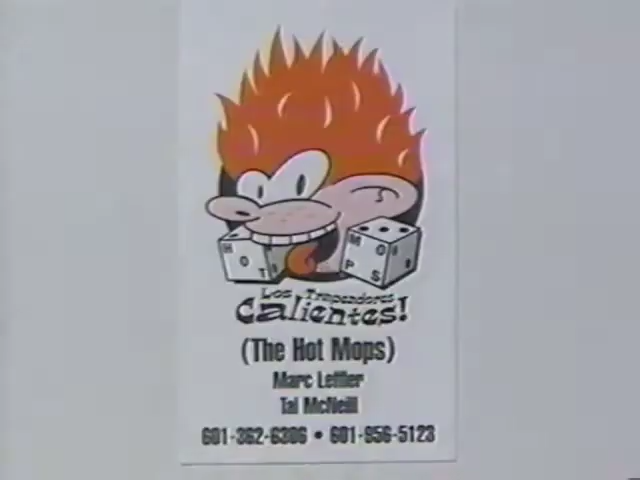 H O T
M O P S
Los Trapeadores
Calientes!
(The Hot Mops)
Marc Leffler
Tal McNeill
601-362-6306 • 601-956-5123